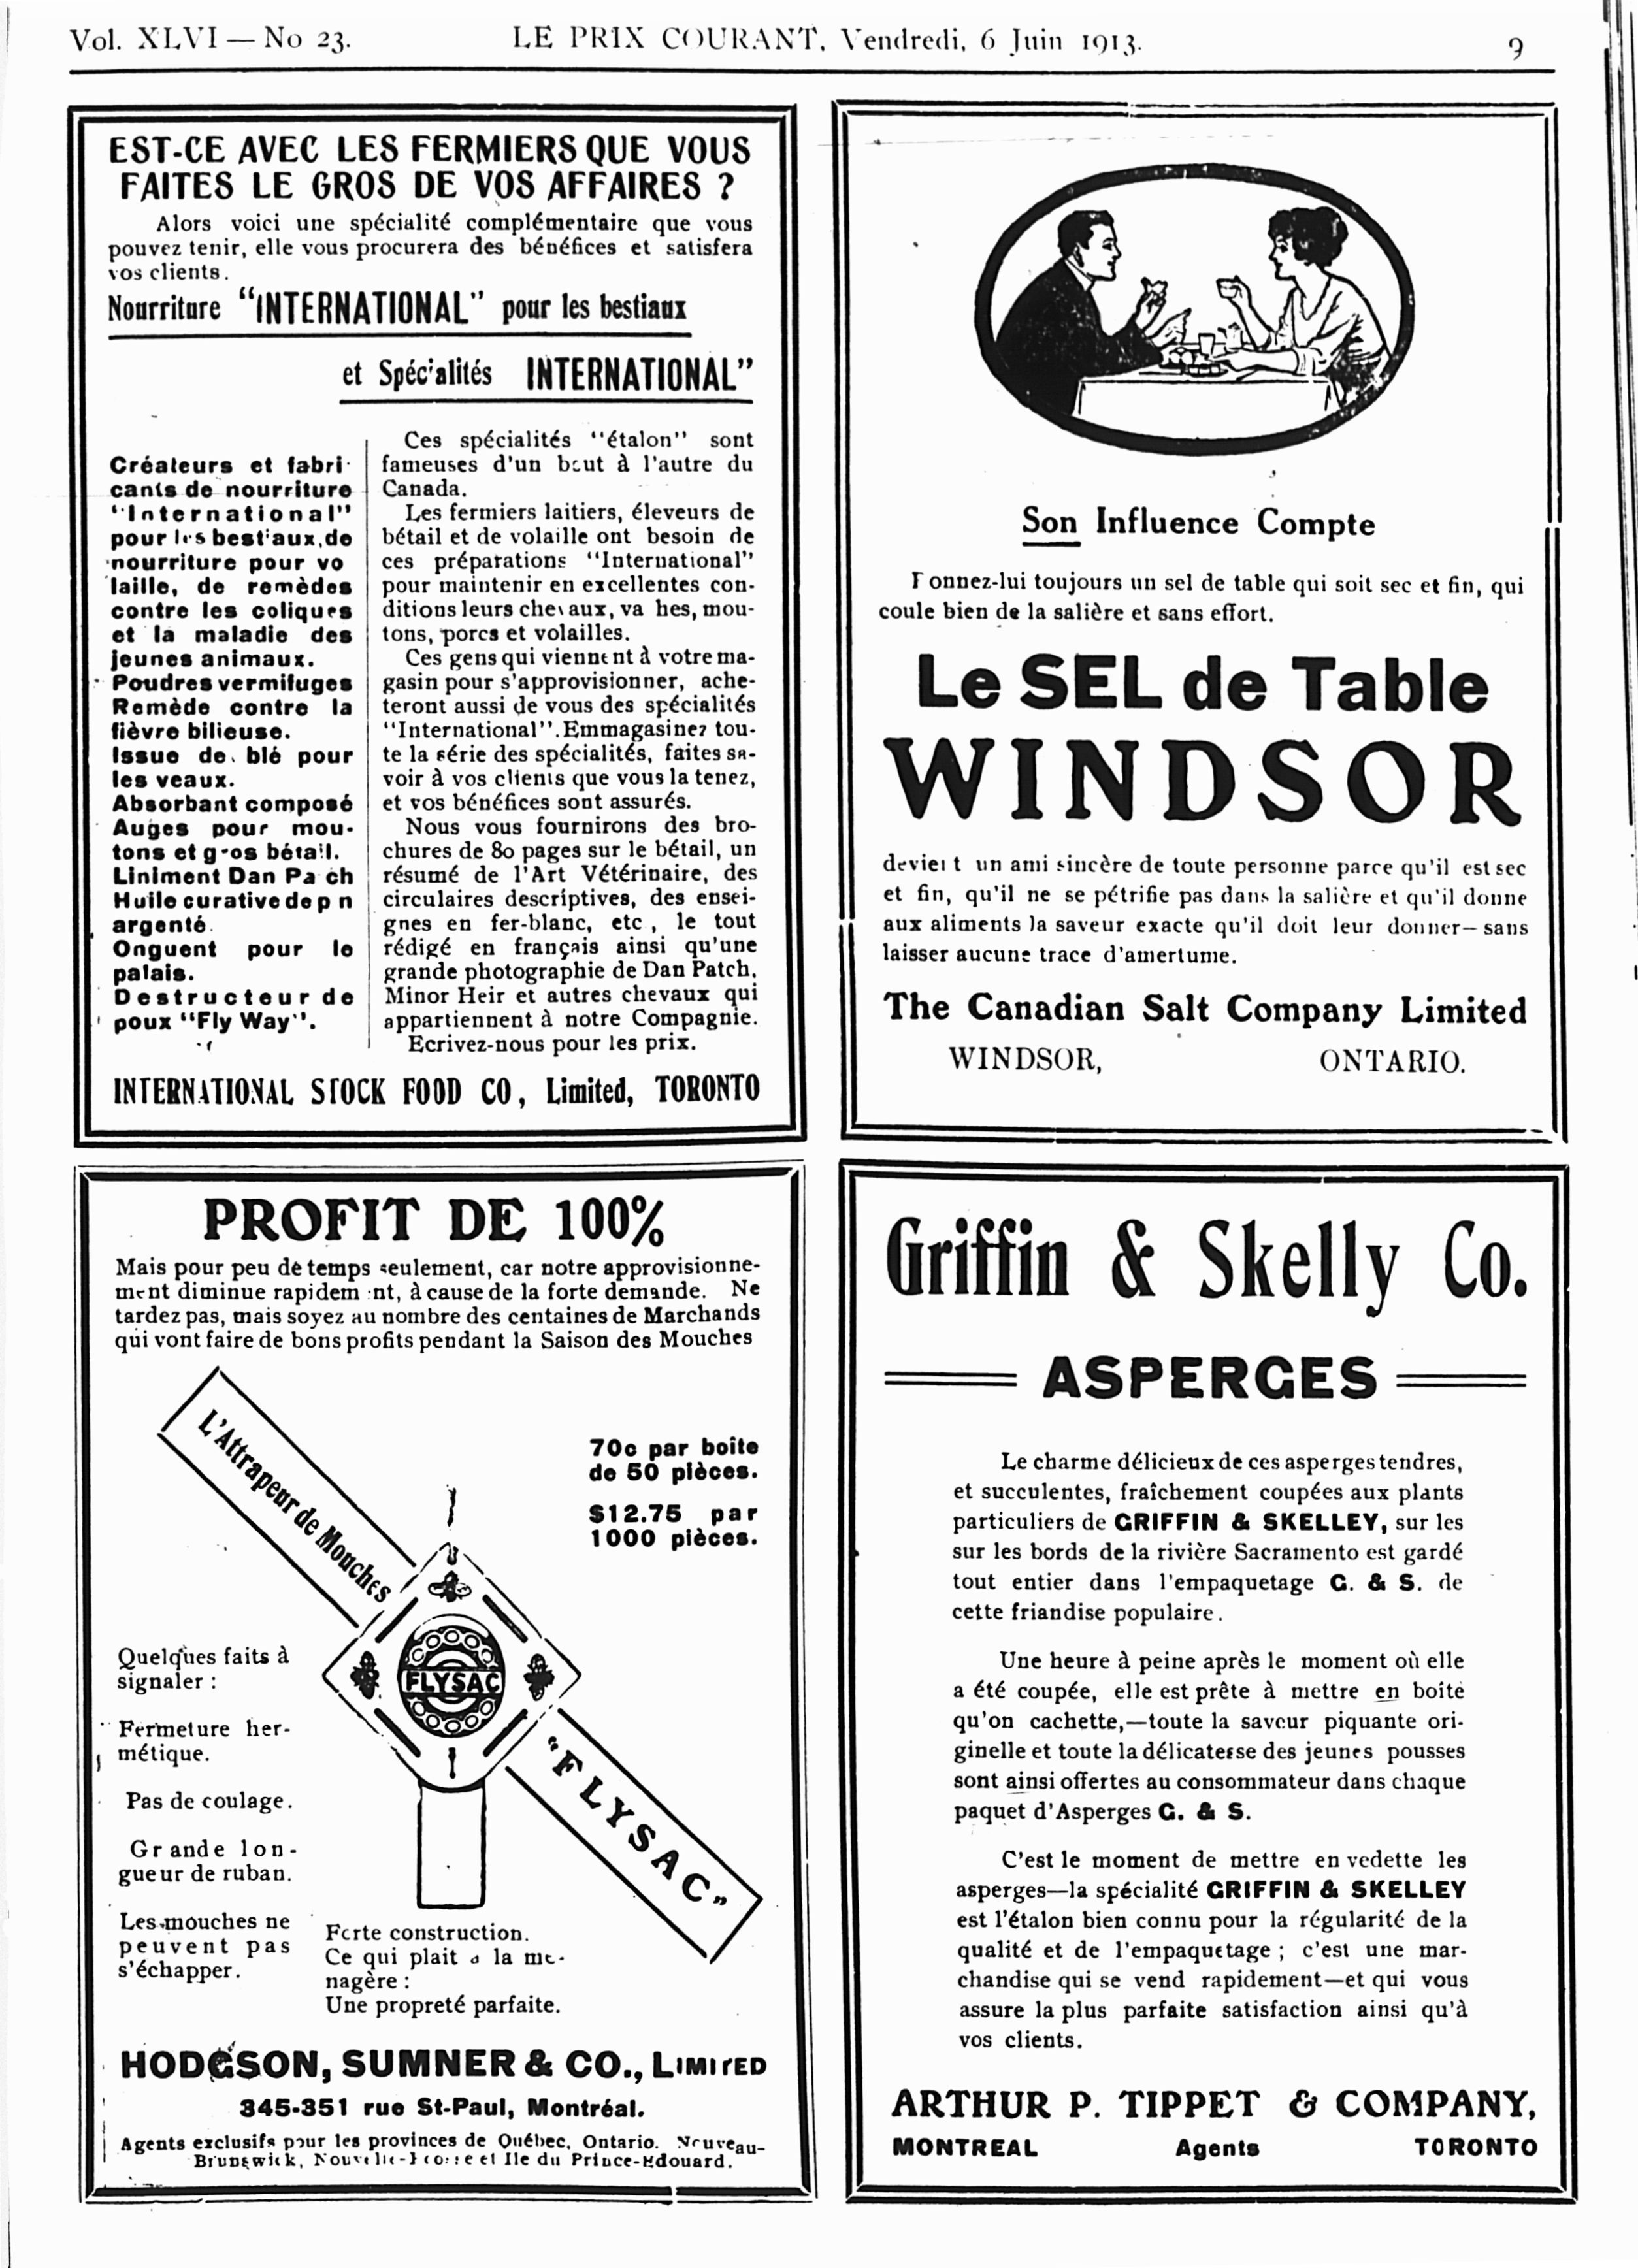 Vol. XLVI — No 23. LE PRIX COURANT, Vendredi, 6 Juin 1913. 9
EST-CE AVEC LES FERMIERS QUE VOUS
FAITES LE GROS DE VOS AFFAIRES ?
Alors voici une spécialité complémentaire que vous
pouvez tenir, elle vous procurera des bénéfices et satisfera
vos clients.
Nourriture "INTERNATIONAL" pour les bestiaux
et Spécialités INTERNATIONAL"
Créateurs et fabri-
cants de nourriture
"International"
pour les bestiaux, de
nourriture pour vo
laille, de remèdes
contre les coliques
et la maladie des
jeunes animaux.
Poudres vermifuges
Remède contre la
fièvre bilieuse.
Issue de blé pour
les veaux.
Absorbant composé
Auges pour mou-
tons et gros bétail.
Liniment Dan Pa ch
Huile curative de p n
argenté.
Onguent pour le
palais.
Destructeur de
poux "Fly Way".
Ces spécialités "étalon" sont
fameuses d'un bout à l'autre du
Canada.
Les fermiers laitiers, éleveurs de
bétail et de volaille ont besoin de
ces préparations "International"
pour maintenir en excellentes con-
ditions leurs chevaux, va hes, mou-
tons, porcs et volailles.
Ces gens qui viennent à votre ma-
gasin pour s'approvisionner, ache-
teront aussi de vous des spécialités
"International". Emmagasinez tou-
te la série des spécialités, faites sa-
voir à vos clients que vous la tenez,
et vos bénéfices sont assurés.
Nous vous fournirons des bro-
chures de 80 pages sur le bétail, un
résumé de l'Art Vétérinaire, des
circulaires descriptives, des ensei-
gnes en fer-blanc, etc , le tout
rédigé en français ainsi qu'une
grande photographie de Dan Patch,
Minor Heir et autres chevaux qui
appartiennent à notre Compagnie.
Ecrivez-nous pour les prix.
INTERNATIONAL STOCK FOOD CO, Limited, TORONTO
Son Influence Compte
Donnez-lui toujours un sel de table qui soit sec et fin, qui
coule bien de la salière et sans effort.
Le SEL de Table
WINDSOR
devient un ami sincère de toute personne parce qu'il est sec
et fin, qu'il ne se pétrifie pas dans la salière et qu'il donne
aux aliments la saveur exacte qu'il doit leur donner—sans
laisser aucune trace d'amertume.
The Canadian Salt Company Limited
WINDSOR, ONTARIO.
PROFIT DE 100%
Mais pour peu de temps seulement, car notre approvisionne-
ment diminue rapidement, à cause de la forte demande. Ne
tardez pas, mais soyez au nombre des centaines de Marchands
qui vont faire de bons profits pendant la Saison des Mouches
L'Attrapeur de Mouches
70c par boîte
de 50 pièces.
$12.75 par
1000 pièces.
FLYSAC
"FLYSAC"
Quelques faits à
signaler :
Fermeture her-
métique.
Pas de coulage.
Grande lon-
gueur de ruban.
Les mouches ne
peuvent pas
s'échapper.
Forte construction.
Ce qui plait a la me-
nagère :
Une propreté parfaite.
HODGSON, SUMNER & CO., LIMITED
345-351 rue St-Paul, Montréal.
Agents exclusifs pour les provinces de Québec, Ontario. Nouveau-
Brunswick, Nouvelle-Ecosse et Ile du Prince-Edouard.
Griffin & Skelly Co.
ASPERGES
Le charme délicieux de ces asperges tendres,
et succulentes, fraîchement coupées aux plants
particuliers de GRIFFIN & SKELLEY, sur les
sur les bords de la rivière Sacramento est gardé
tout entier dans l'empaquetage G. & S. de
cette friandise populaire.
Une heure à peine après le moment où elle
a été coupée, elle est prête à mettre en boîte
qu'on cachette,—toute la saveur piquante ori-
ginelle et toute la délicatesse des jeunes pousses
sont ainsi offertes au consommateur dans chaque
paquet d'Asperges G. & S.
C'est le moment de mettre en vedette les
asperges—la spécialité GRIFFIN & SKELLEY
est l'étalon bien connu pour la régularité de la
qualité et de l'empaquetage ; c'est une mar-
chandise qui se vend rapidement—et qui vous
assure la plus parfaite satisfaction ainsi qu'à
vos clients.
ARTHUR P. TIPPET & COMPANY,
MONTREAL Agents TORONTO